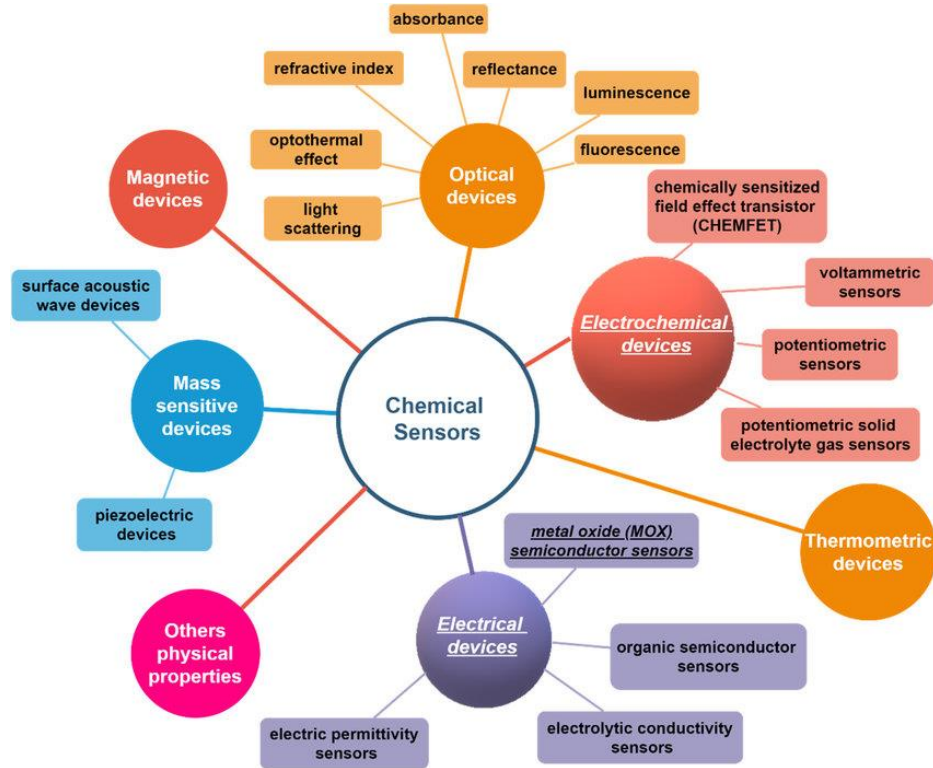 absorbance
refractive index
reflectance
luminescence
optothermal
effect
fluorescence
light
scattering
Optical
devices
Magnetic
devices
chemically sensitized
field effect transistor
(CHEMFET)
voltammetric
sensors
Electrochemical
devices
potentiometric
sensors
potentiometric solid
electrolyte gas sensors
surface acoustic
wave devices
Mass
sensitive
devices
piezoelectric
devices
Chemical
Sensors
Thermometric
devices
metal oxide (MOX)
semiconductor sensors
Electrical
devices
organic semiconductor
sensors
electrolytic conductivity
sensors
electric permittivity
sensors
Others
physical
properties